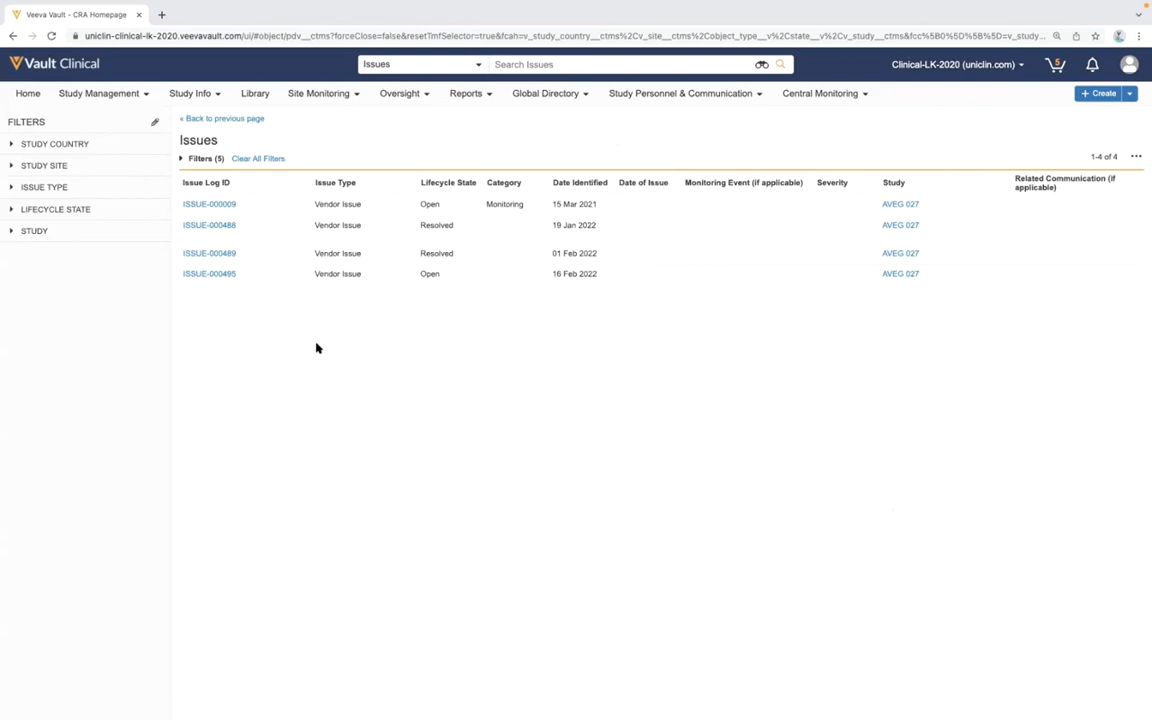 Veeva Vault - CRA Homepage
uniclin-clinical-lk-2020.veevavault.com/ui/#object/pdv__ctms?forceClose=false&resetTmfSelector=true&fcah=v_study_country__ctms%2Cv_site__ctms%2Cobject_type__v%2Cstate__v%2Cv_study__ctms&fcc%5B0%5D%5B%5D=v_study...
Vault Clinical
Issues
Search Issues
Clinical-LK-2020 (uniclin.com)
5
Home Study Management Study Info Library Site Monitoring Oversight Reports Global Directory Study Personnel & Communication Central Monitoring + Create
FILTERS
STUDY COUNTRY
STUDY SITE
ISSUE TYPE
LIFECYCLE STATE
STUDY
« Back to previous page
Issues
Filters (5) Clear All Filters
1-4 of 4
Issue Log ID Issue Type Lifecycle State Category Date Identified Date of Issue Monitoring Event (if applicable) Severity Study Related Communication (if
applicable)
ISSUE-000009 Vendor Issue Open Monitoring 15 Mar 2021 AVEG 027
ISSUE-000488 Vendor Issue Resolved 19 Jan 2022 AVEG 027
ISSUE-000489 Vendor Issue Resolved 01 Feb 2022 AVEG 027
ISSUE-000495 Vendor Issue Open 16 Feb 2022 AVEG 027